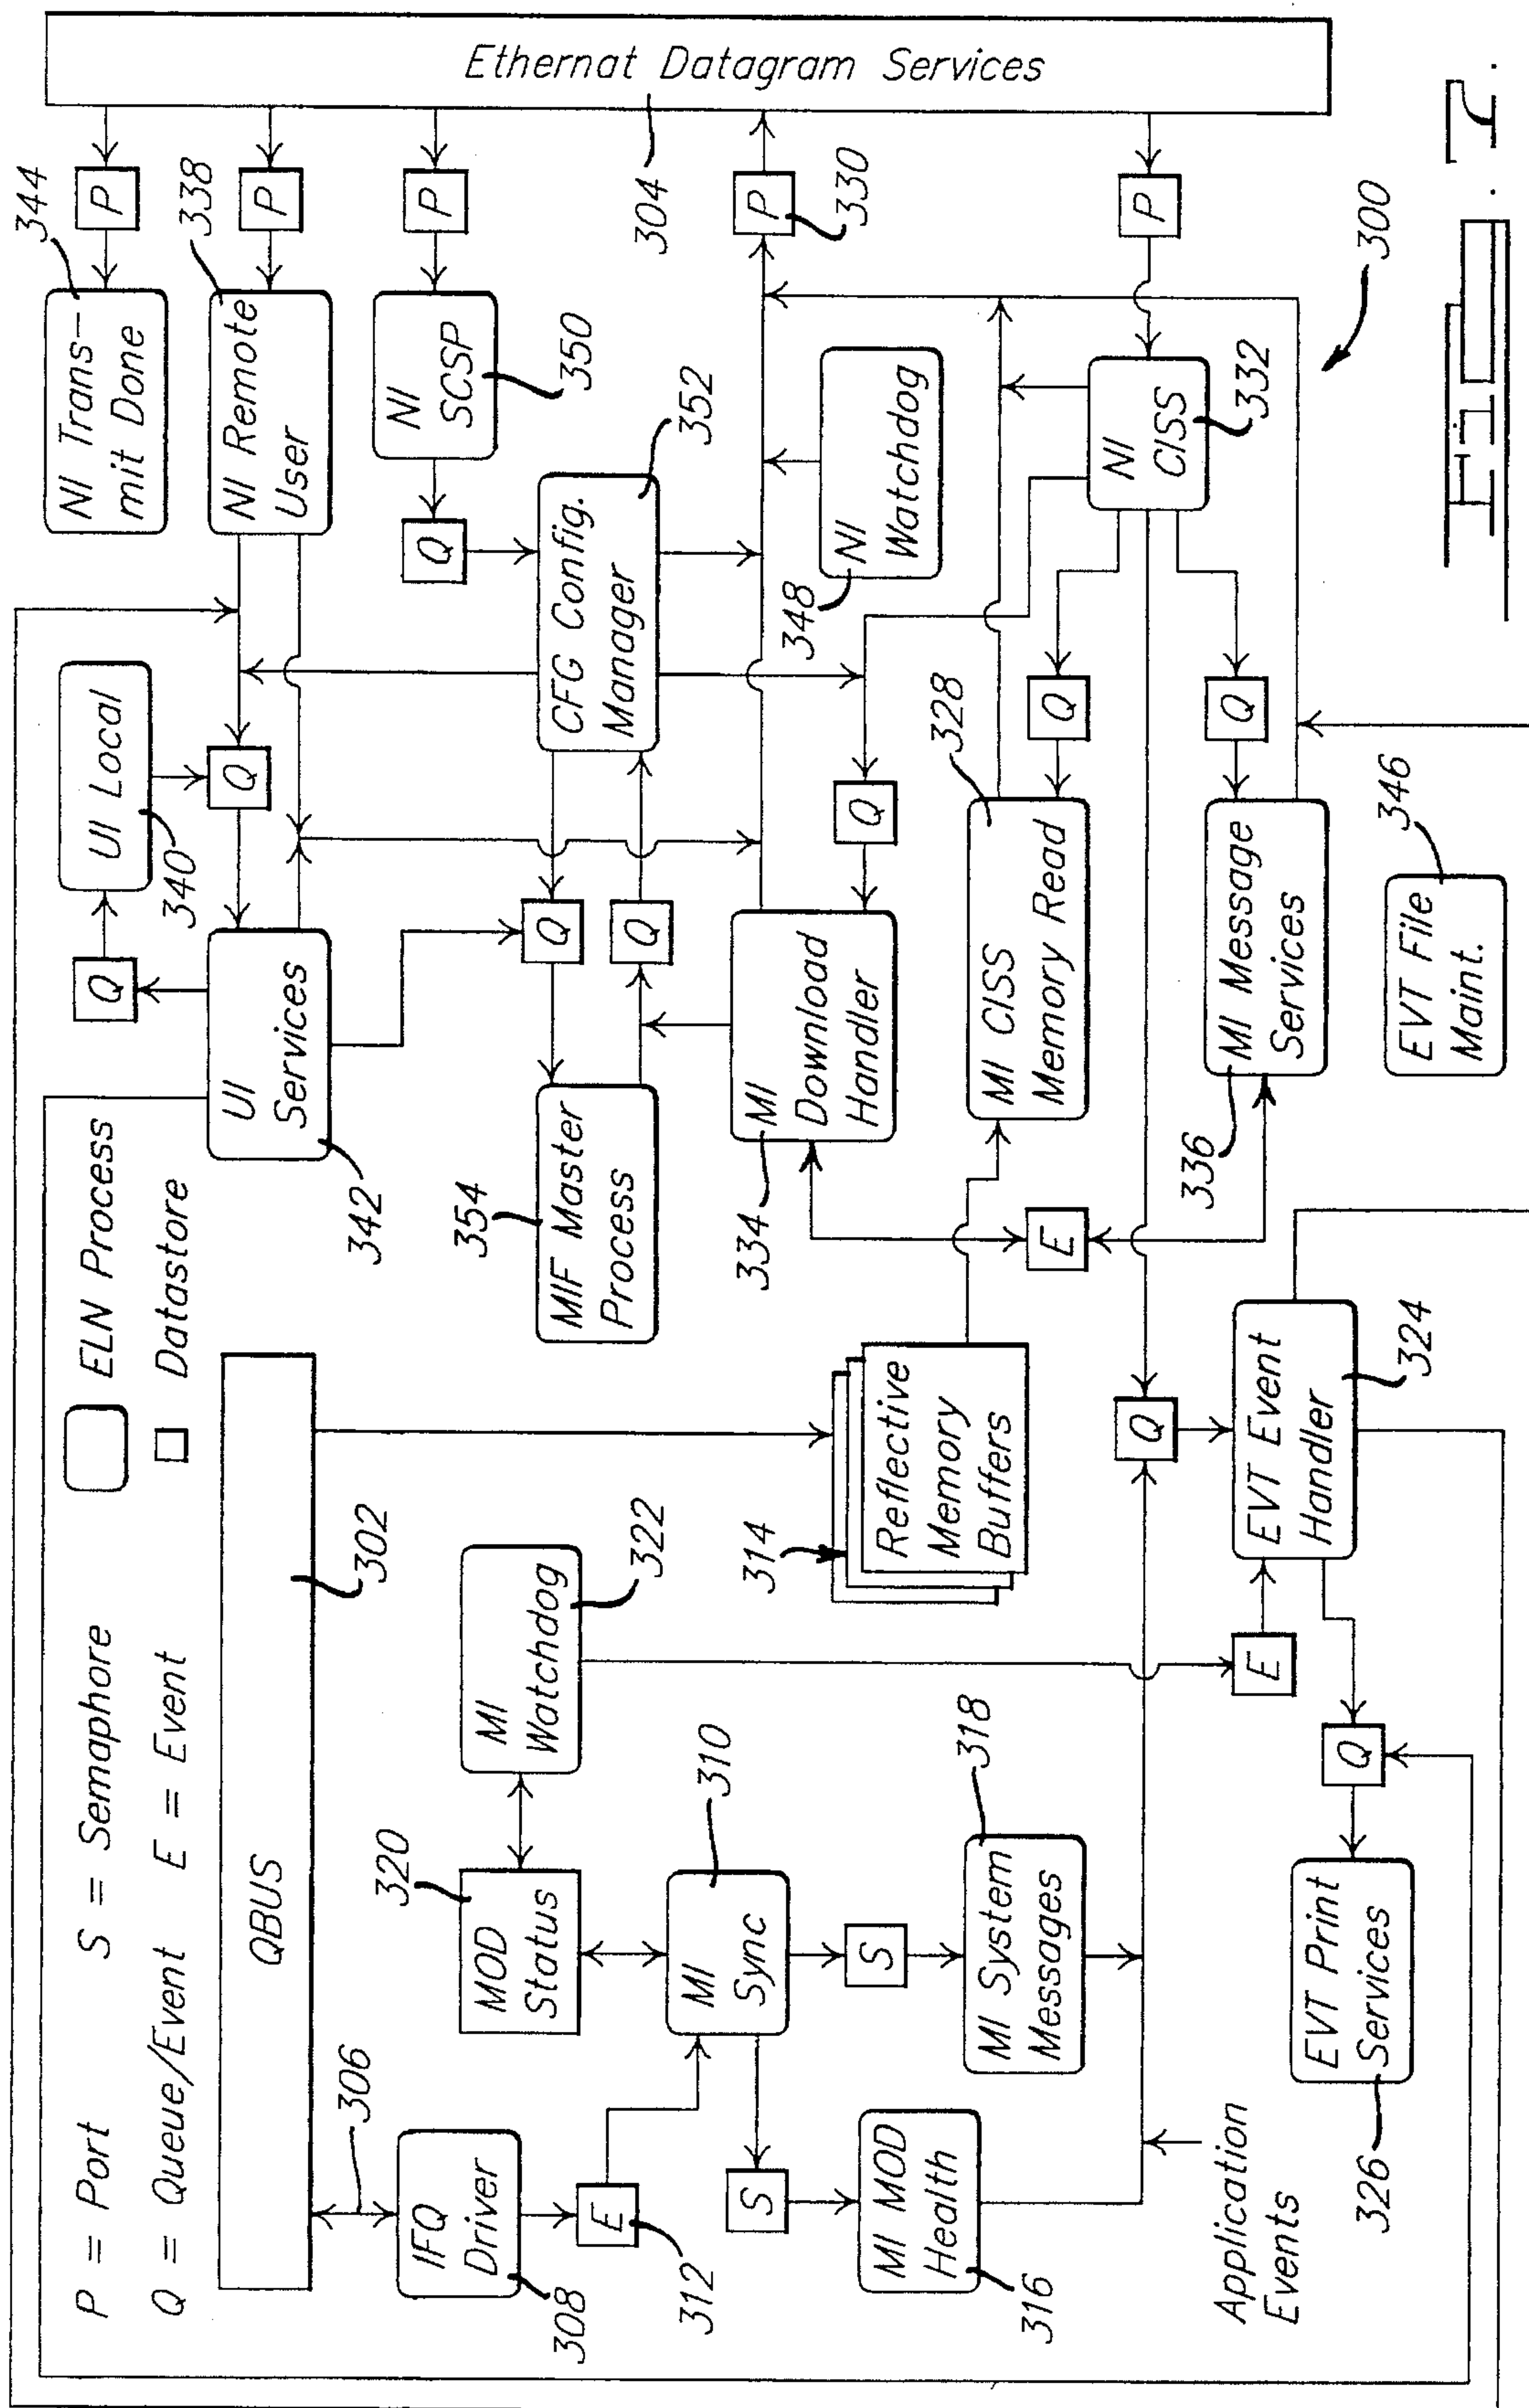 P = Port
S = Semaphore
ELN Process
Q = Queue/Event
E = Event
Datastore
QBUS
302
306
IFQ
Driver
308
E
312
MOD
Status
320
MI
Watchdog
322
MI
Sync
310
S
S
MI MOD
Health
316
MI System
Messages
318
Application
Events
Reflective
Memory
Buffers
314
E
Q
EVT Event
Handler
324
Q
EVT Print
Services
326
UI
Services
342
Q
UI Local
340
Q
NI Trans-
mit Done
344
P
NI Remote
User
338
P
NI
SCSP
350
P
Q
CFG Config.
Manager
352
Q
Q
MIF Master
Process
354
MI
Download
Handler
334
Q
NI
Watchdog
348
P
330
Ethernat Datagram Services
304
MI CISS
Memory Read
328
Q
NI
CISS
332
P
E
MI Message
Services
336
Q
EVT File
Maint.
346
300